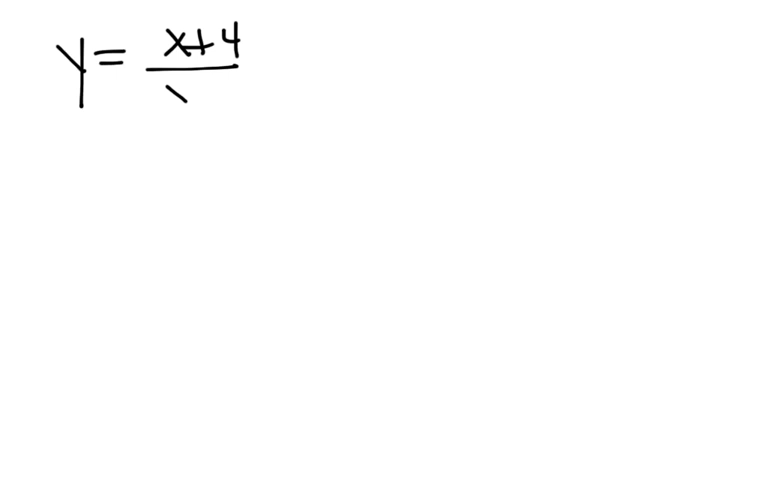 y = x+4 / \